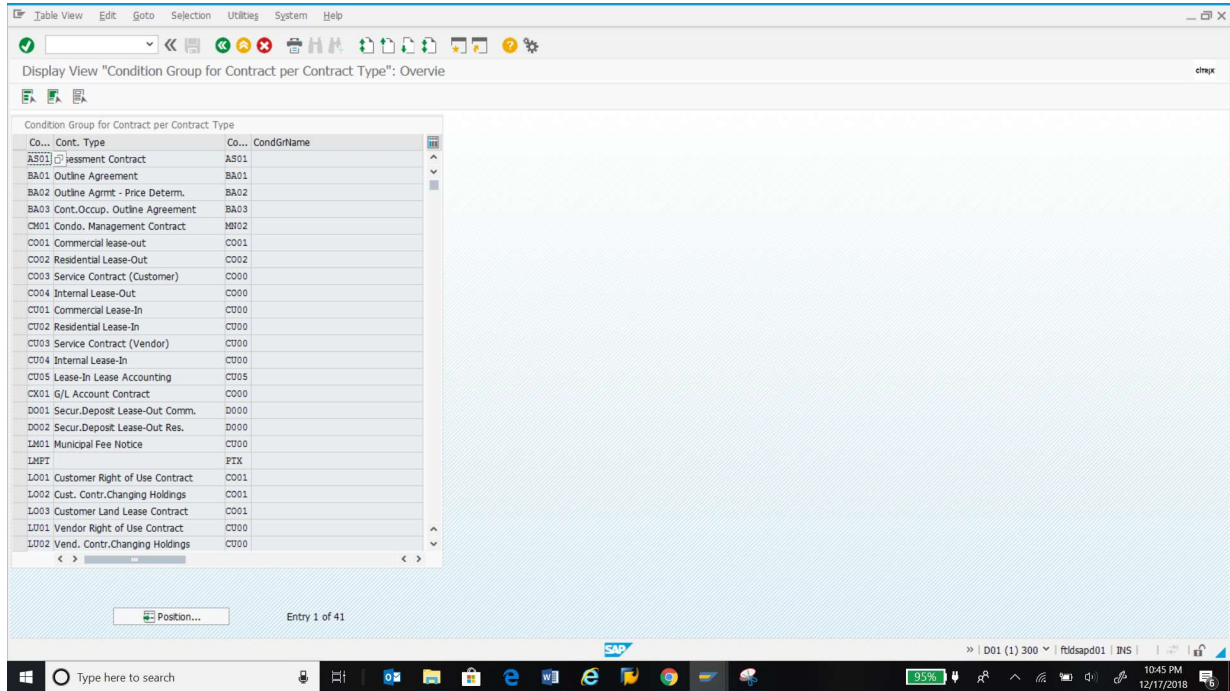 Table View Edit Goto Selection Utilities System Help
Display View "Condition Group for Contract per Contract Type": Overvie
citrix
Condition Group for Contract per Contract Type
Co... Cont. Type Co... CondGrName
AS01 sessment Contract AS01
BA01 Outline Agreement BA01
BA02 Outline Agrmt - Price Determ. BA02
BA03 Cont.Occup. Outline Agreement BA03
CM01 Condo. Management Contract MN02
CO01 Commercial lease-out CO01
CO02 Residential Lease-Out CO02
CO03 Service Contract (Customer) CO00
CO04 Internal Lease-Out CO00
CU01 Commercial Lease-In CU00
CU02 Residential Lease-In CU00
CU03 Service Contract (Vendor) CU00
CU04 Internal Lease-In CU00
CU05 Lease-In Lease Accounting CU05
CX01 G/L Account Contract CO00
DO01 Secur.Deposit Lease-Out Comm. DO00
DO02 Secur.Deposit Lease-Out Res. DO00
LM01 Municipal Fee Notice CU00
LMPT PTX
LO01 Customer Right of Use Contract CO01
LO02 Cust. Contr.Changing Holdings CO01
LO03 Customer Land Lease Contract CO01
LU01 Vendor Right of Use Contract CU00
LU02 Vend. Contr.Changing Holdings CU00
Position... Entry 1 of 41
SAP
D01 (1) 300 ftldsapd01 INS
Type here to search
95%
10:45 PM
12/17/2018
6